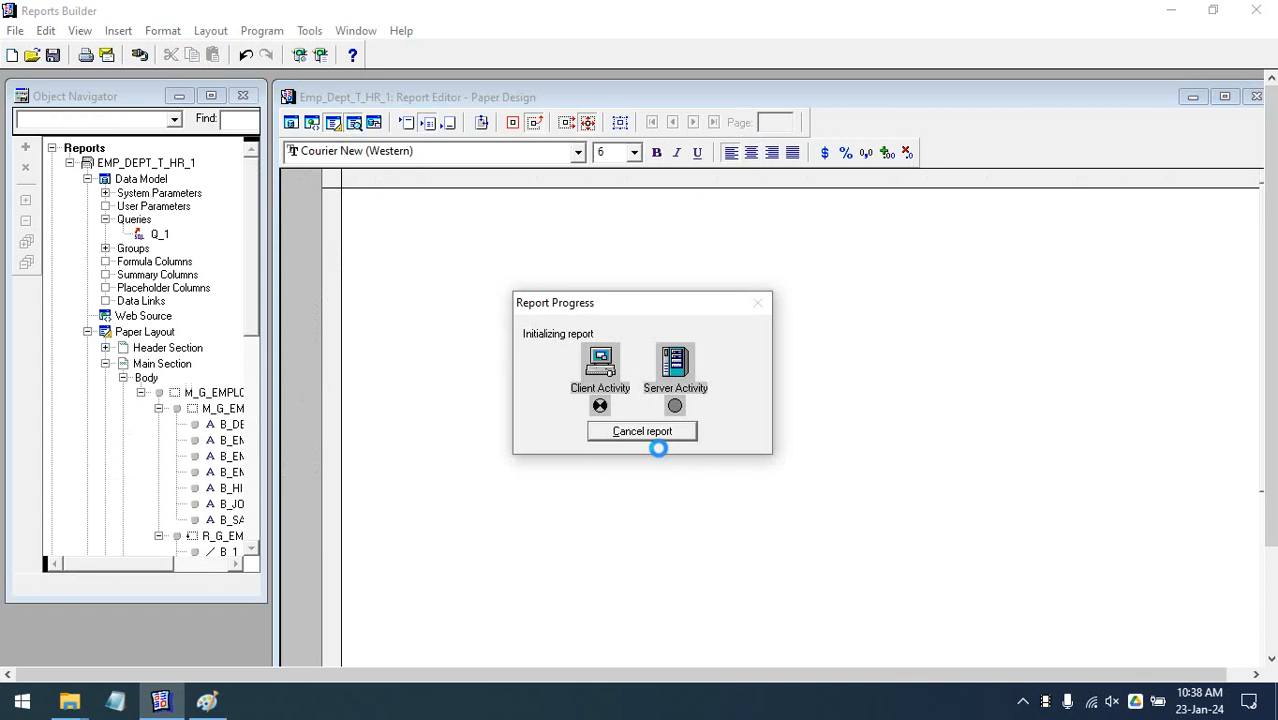 Reports Builder
File Edit View Insert Format Layout Program Tools Window Help
Object Navigator
Find:
Reports
EMP_DEPT_T_HR_1
Data Model
System Parameters
User Parameters
Queries
Q_1
Groups
Formula Columns
Summary Columns
Placeholder Columns
Data Links
Web Source
Paper Layout
Header Section
Main Section
Body
M_G_EMPLO
M_G_EM
B_DE
B_EM
B_EM
B_EM
B_HI
B_JO
B_SA
R_G_EM
B_1
Emp_Dept_T_HR_1: Report Editor - Paper Design
Page:
Courier New (Western) 6 B I U $ % 0,0 .00 .0
Report Progress
Initializing report
Client Activity Server Activity
Cancel report
10:38 AM
23-Jan-24